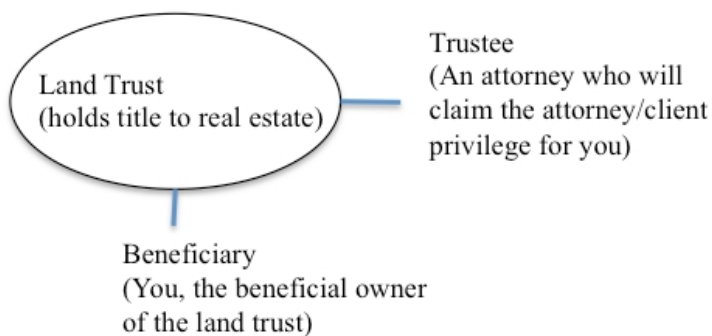 Land Trust
(holds title to real estate)
Trustee
(An attorney who will
claim the attorney/client
privilege for you)
Beneficiary
(You, the beneficial owner
of the land trust)